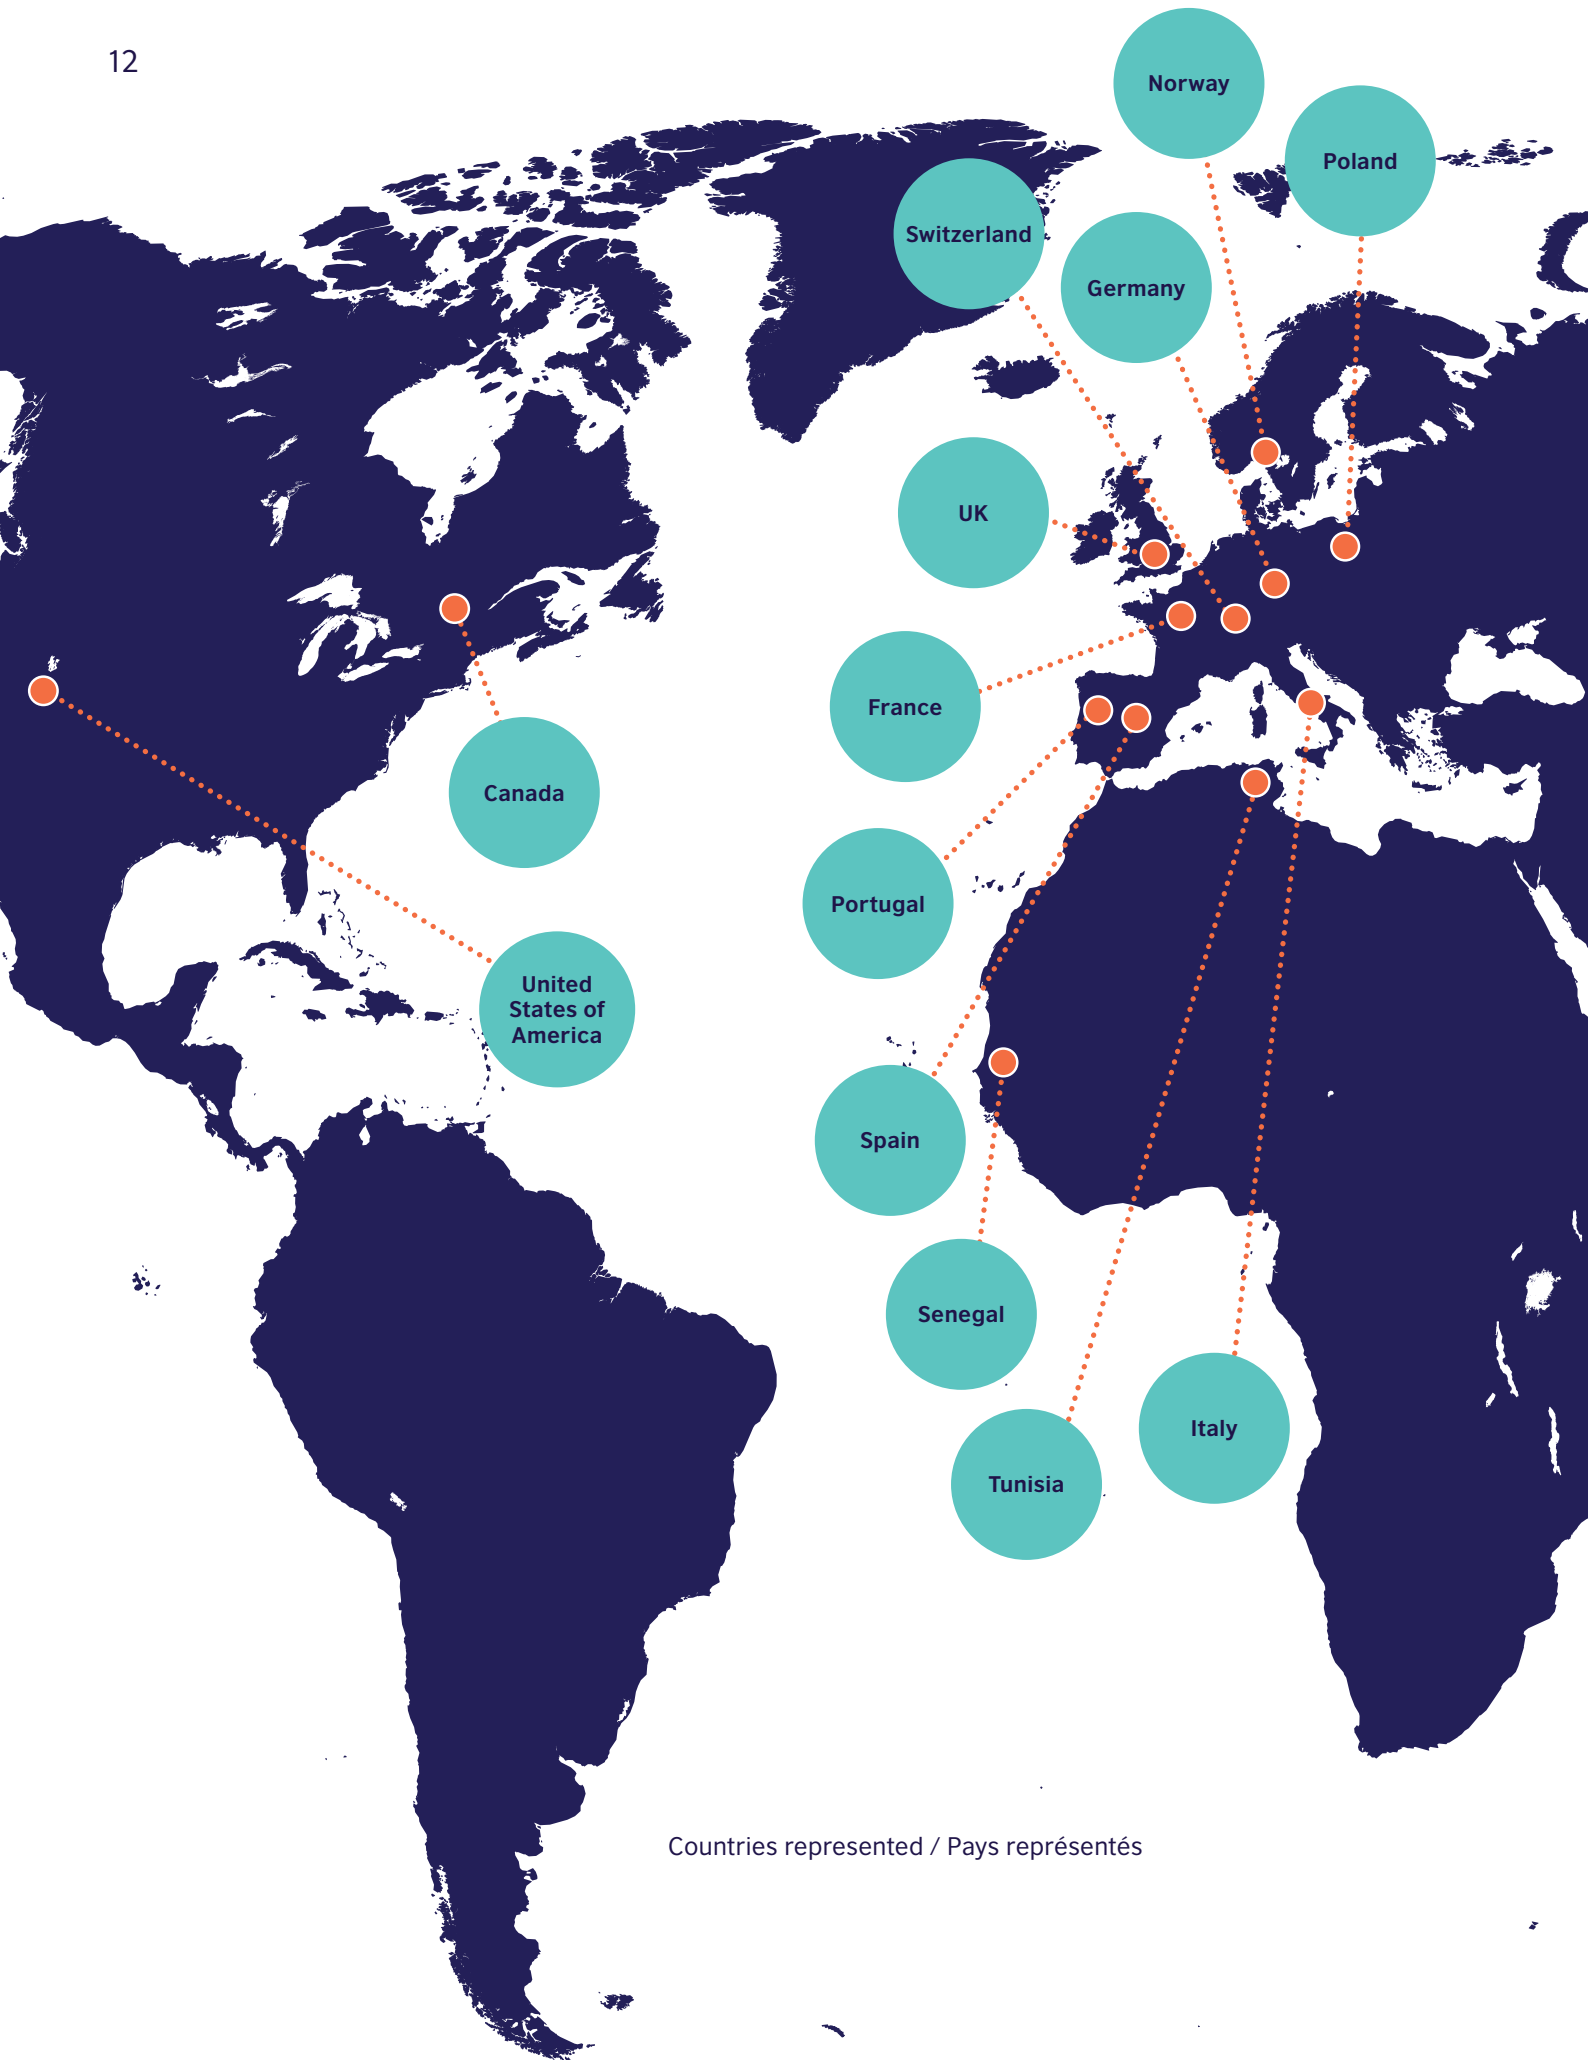 12
Norway
Poland
Switzerland
Germany
UK
France
Canada
Portugal
United
States of
America
Spain
Senegal
Italy
Tunisia
Countries represented / Pays représentés